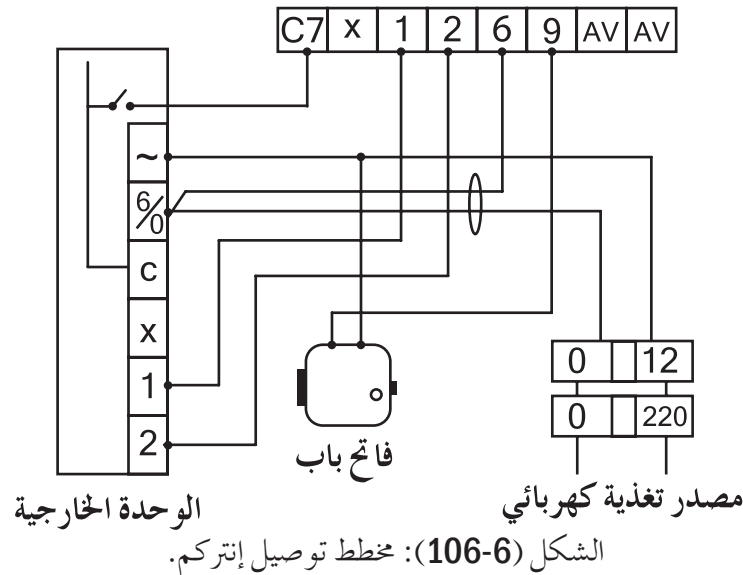 C7 x 1 2 6 9 AV AV
~
6/0
c
x
1
2
0 12
0 220
فاتح باب
مصدر تغذية كهربائي
الوحدة الخارجية
الشكل (6-106): مخطط توصيل إنتركم.